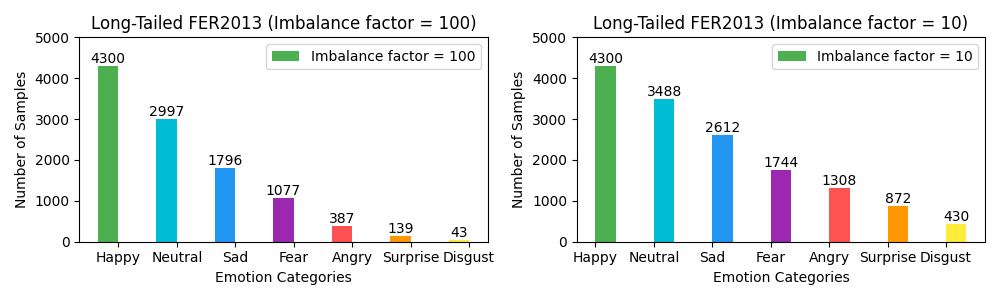 Long-Tailed FER2013 (Imbalance factor = 100)
Number of Samples
5000
4000
3000
2000
1000
0
Imbalance factor = 100
4300
2997
1796
1077
387
139
43
Happy Neutral Sad Fear Angry Surprise Disgust
Emotion Categories
Long-Tailed FER2013 (Imbalance factor = 10)
Number of Samples
5000
4000
3000
2000
1000
0
Imbalance factor = 10
4300
3488
2612
1744
1308
872
430
Happy Neutral Sad Fear Angry Surprise Disgust
Emotion Categories